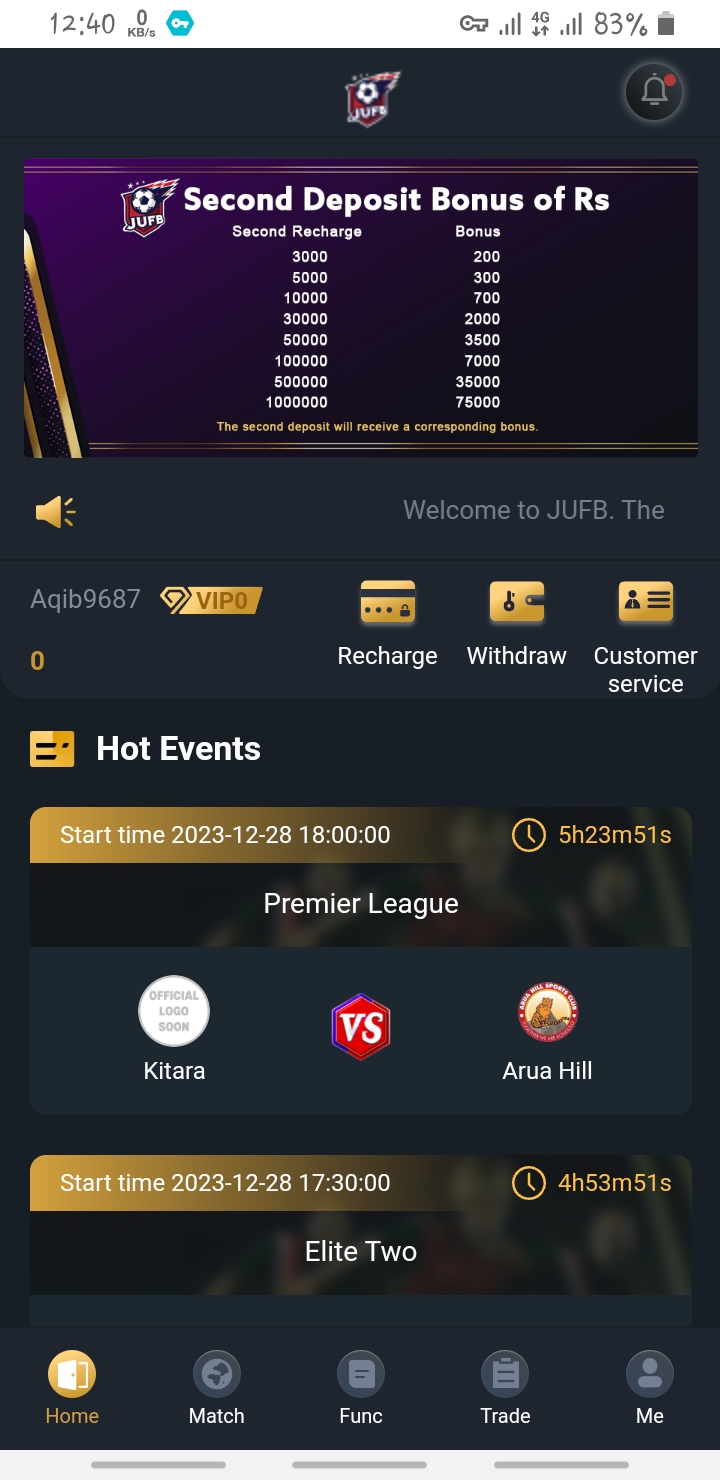 12:40 0 KB/s 4G 83%
JUFB
JUFB Second Deposit Bonus of Rs
Second Recharge Bonus
3000 200
5000 300
10000 700
30000 2000
50000 3500
100000 7000
500000 35000
1000000 75000
The second deposit will receive a corresponding bonus.
Welcome to JUFB. The
Aqib9687 VIP0
0
Recharge Withdraw Customer service
Hot Events
Start time 2023-12-28 18:00:00 5h23m51s
Premier League
OFFICIAL LOGO SOON
VS
ARUA HILL SPORTS CLUB
Kitara Arua Hill
Start time 2023-12-28 17:30:00 4h53m51s
Elite Two
Home Match Func Trade Me